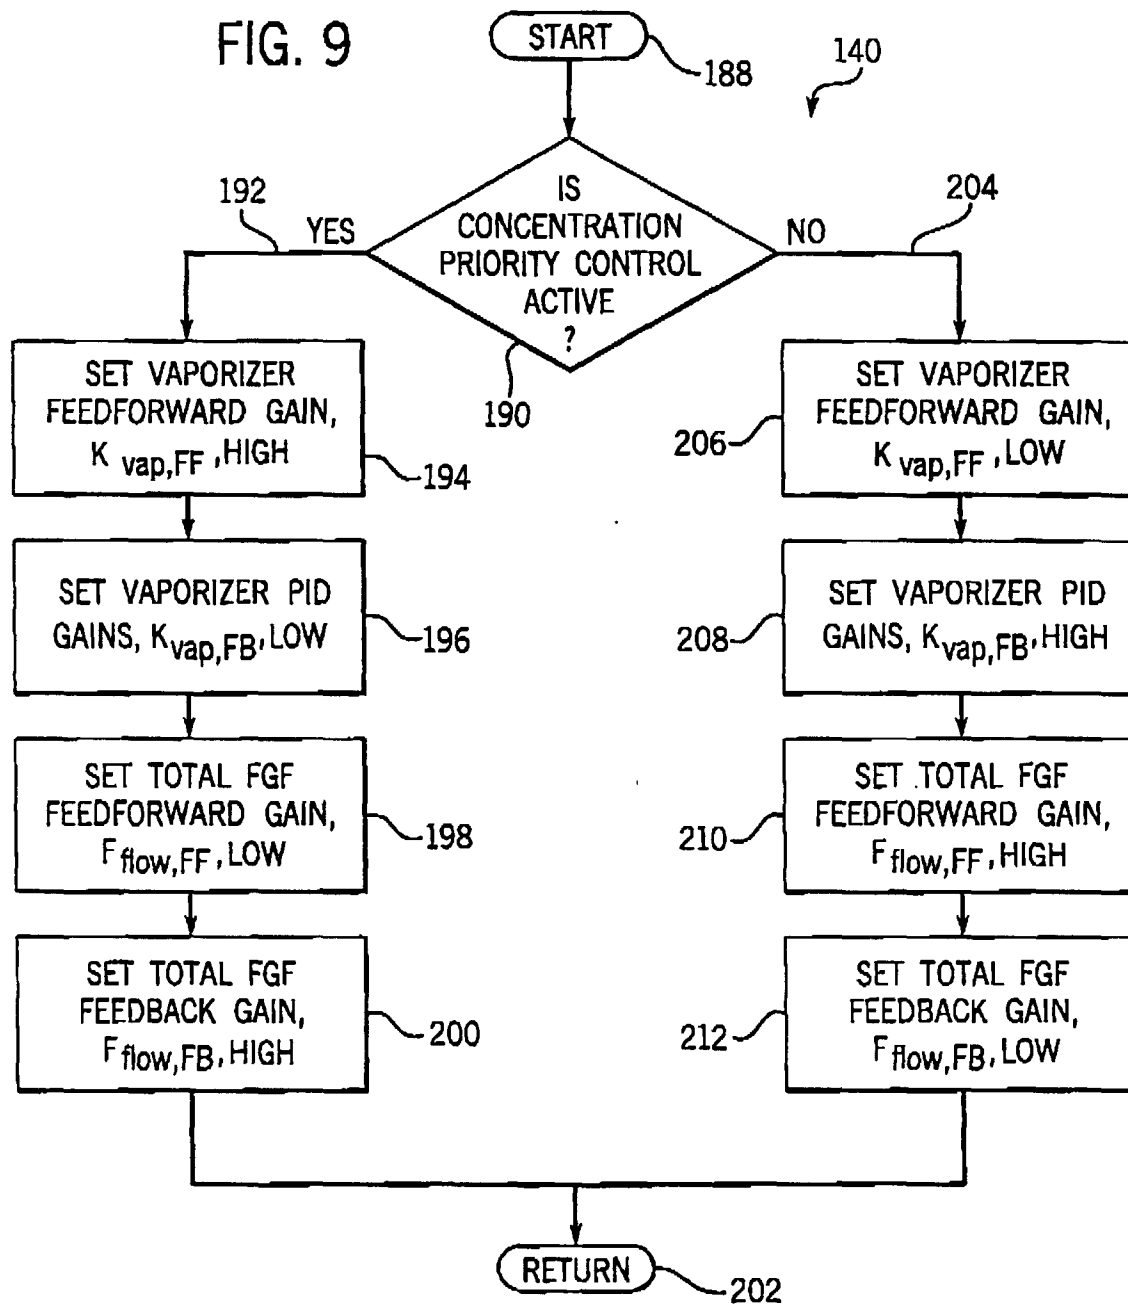 FIG. 9
START
188
140
IS
CONCENTRATION
PRIORITY CONTROL
ACTIVE
?
190
192
YES
NO
204
SET VAPORIZER
FEEDFORWARD GAIN,
K vap,FF ,HIGH
194
SET VAPORIZER PID
GAINS, Kvap,FB,LOW
196
SET TOTAL FGF
FEEDFORWARD GAIN,
Fflow,FF ,LOW
198
SET TOTAL FGF
FEEDBACK GAIN,
Fflow,FB,HIGH
200
SET VAPORIZER
FEEDFORWARD GAIN,
Kvap,FF ,LOW
206
SET VAPORIZER PID
GAINS, Kvap,FB,HIGH
208
SET TOTAL FGF
FEEDFORWARD GAIN,
Fflow,FF ,HIGH
210
SET TOTAL FGF
FEEDBACK GAIN,
Fflow,FB,LOW
212
RETURN
202